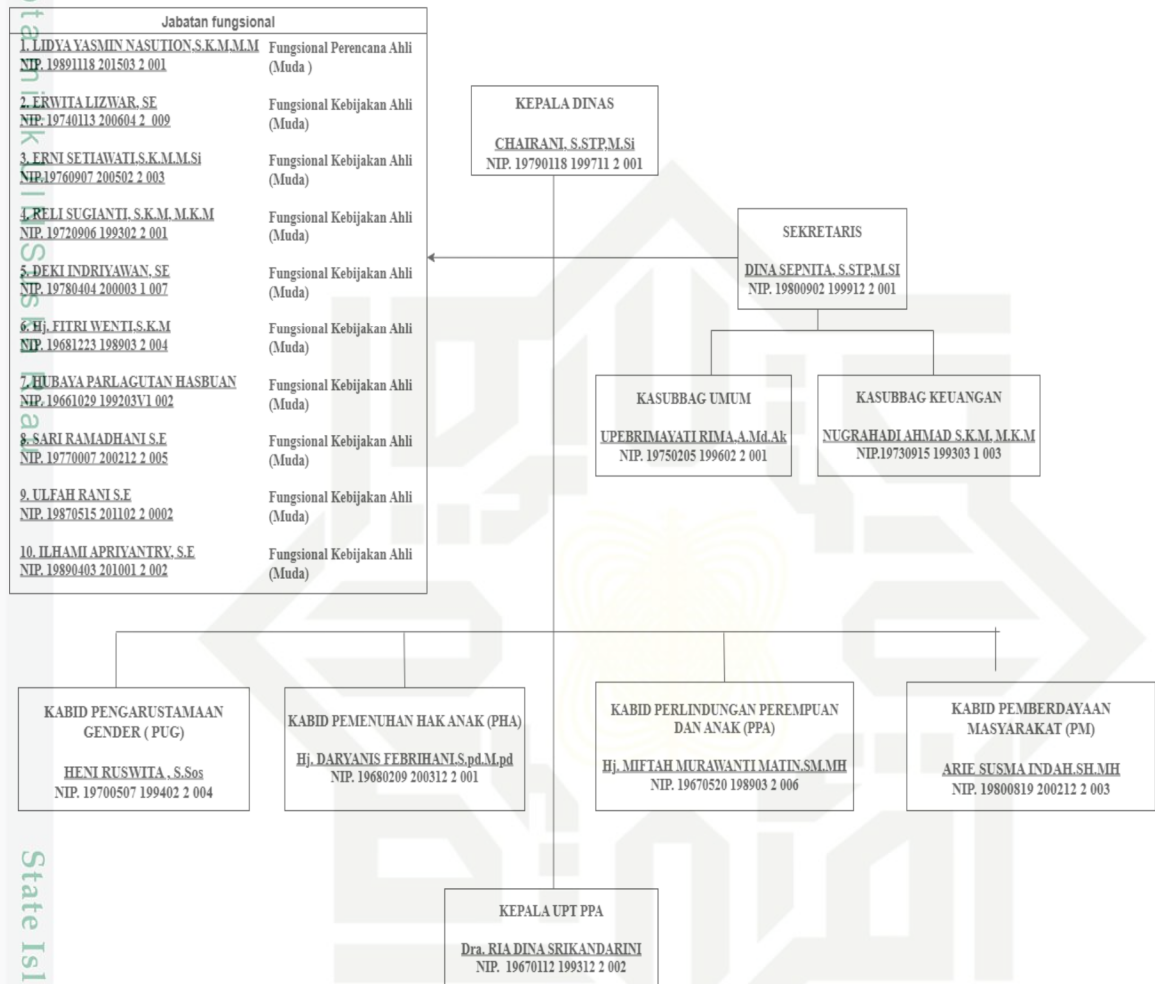 Jabatan fungsional
1. LIDYA YASMIN NASUTION,S.K.M,M.M Fungsional Perencana Ahli
NIP. 19891118 201503 2 001 (Muda )
2. ERWITA LIZWAR, SE Fungsional Kebijakan Ahli
NIP. 19740113 200604 2 009 (Muda)
3. ERNI SETIAWATI,S.K.M.M.Si Fungsional Kebijakan Ahli
NIP.19760907 200502 2 003 (Muda)
4. RELI SUGIANTI, S.K.M, M.K.M Fungsional Kebijakan Ahli
NIP. 19720906 199302 2 001 (Muda)
5. DEKI INDRIYAWAN, SE Fungsional Kebijakan Ahli
NIP. 19780404 200003 1 007 (Muda)
6. Hj. FITRI WENTI,S.K.M Fungsional Kebijakan Ahli
NIP. 19681223 198903 2 004 (Muda)
7. HUBAYA PARLAGUTAN HASBUAN Fungsional Kebijakan Ahli
NIP. 19661029 199203V1 002 (Muda)
8. SARI RAMADHANI S.E Fungsional Kebijakan Ahli
NIP. 19770007 200212 2 005 (Muda)
9. ULFAH RANI S.E Fungsional Kebijakan Ahli
NIP. 19870515 201102 2 0002 (Muda)
10. ILHAMI APRIYANTRY, S.E Fungsional Kebijakan Ahli
NIP. 19890403 201001 2 002 (Muda)
KEPALA DINAS
CHAIRANI, S.STP,M.Si
NIP. 19790118 199711 2 001
SEKRETARIS
DINA SEPNITA, S.STP,M.SI
NIP. 19800902 199912 2 001
KASUBBAG UMUM
UPEBRIMAYATI RIMA,A.Md.Ak
NIP. 19750205 199602 2 001
KASUBBAG KEUANGAN
NUGRAHADI AHMAD S.K.M, M.K.M
NIP.19730915 199303 1 003
KABID PENGARUSTAMAAN
GENDER ( PUG)
HENI RUSWITA , S.Sos
NIP. 19700507 199402 2 004
KABID PEMENUHAN HAK ANAK (PHA)
Hj. DARYANIS FEBRIHANI,S.pd.M.pd
NIP. 19680209 200312 2 001
KABID PERLINDUNGAN PEREMPUAN
DAN ANAK (PPA)
Hj. MIFTAH MURAWANTI MATIN.SM.MH
NIP. 19670520 198903 2 006
KABID PEMBERDAYAAN
MASYARAKAT (PM)
ARIE SUSMA INDAH.SH.MH
NIP. 19800819 200212 2 003
KEPALA UPT PPA
Dra. RIA DINA SRIKANDARINI
NIP. 19670112 199312 2 002
State Isl